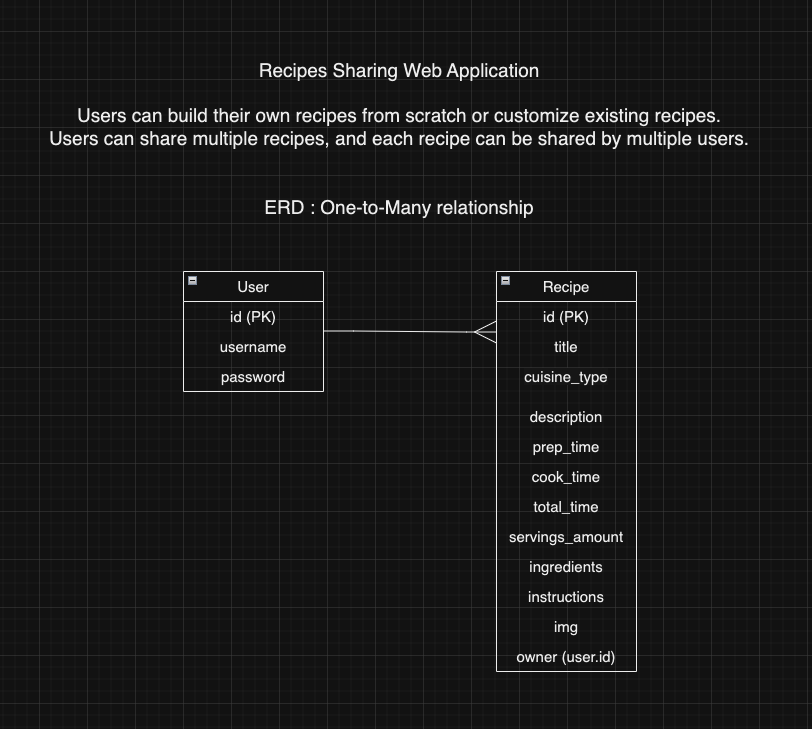 Recipes Sharing Web Application
Users can build their own recipes from scratch or customize existing recipes.
Users can share multiple recipes, and each recipe can be shared by multiple users.
ERD : One-to-Many relationship
User
id (PK)
username
password
Recipe
id (PK)
title
cuisine_type
description
prep_time
cook_time
total_time
servings_amount
ingredients
instructions
img
owner (user.id)